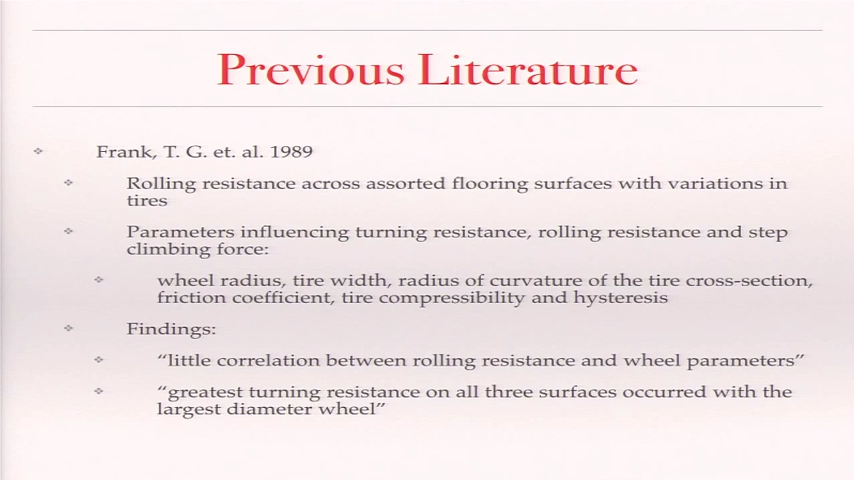 Previous Literature
Frank, T. G. et. al. 1989
Rolling resistance across assorted flooring surfaces with variations in
tires
Parameters influencing turning resistance, rolling resistance and step
climbing force:
wheel radius, tire width, radius of curvature of the tire cross-section,
friction coefficient, tire compressibility and hysteresis
Findings:
“little correlation between rolling resistance and wheel parameters”
“greatest turning resistance on all three surfaces occurred with the
largest diameter wheel”